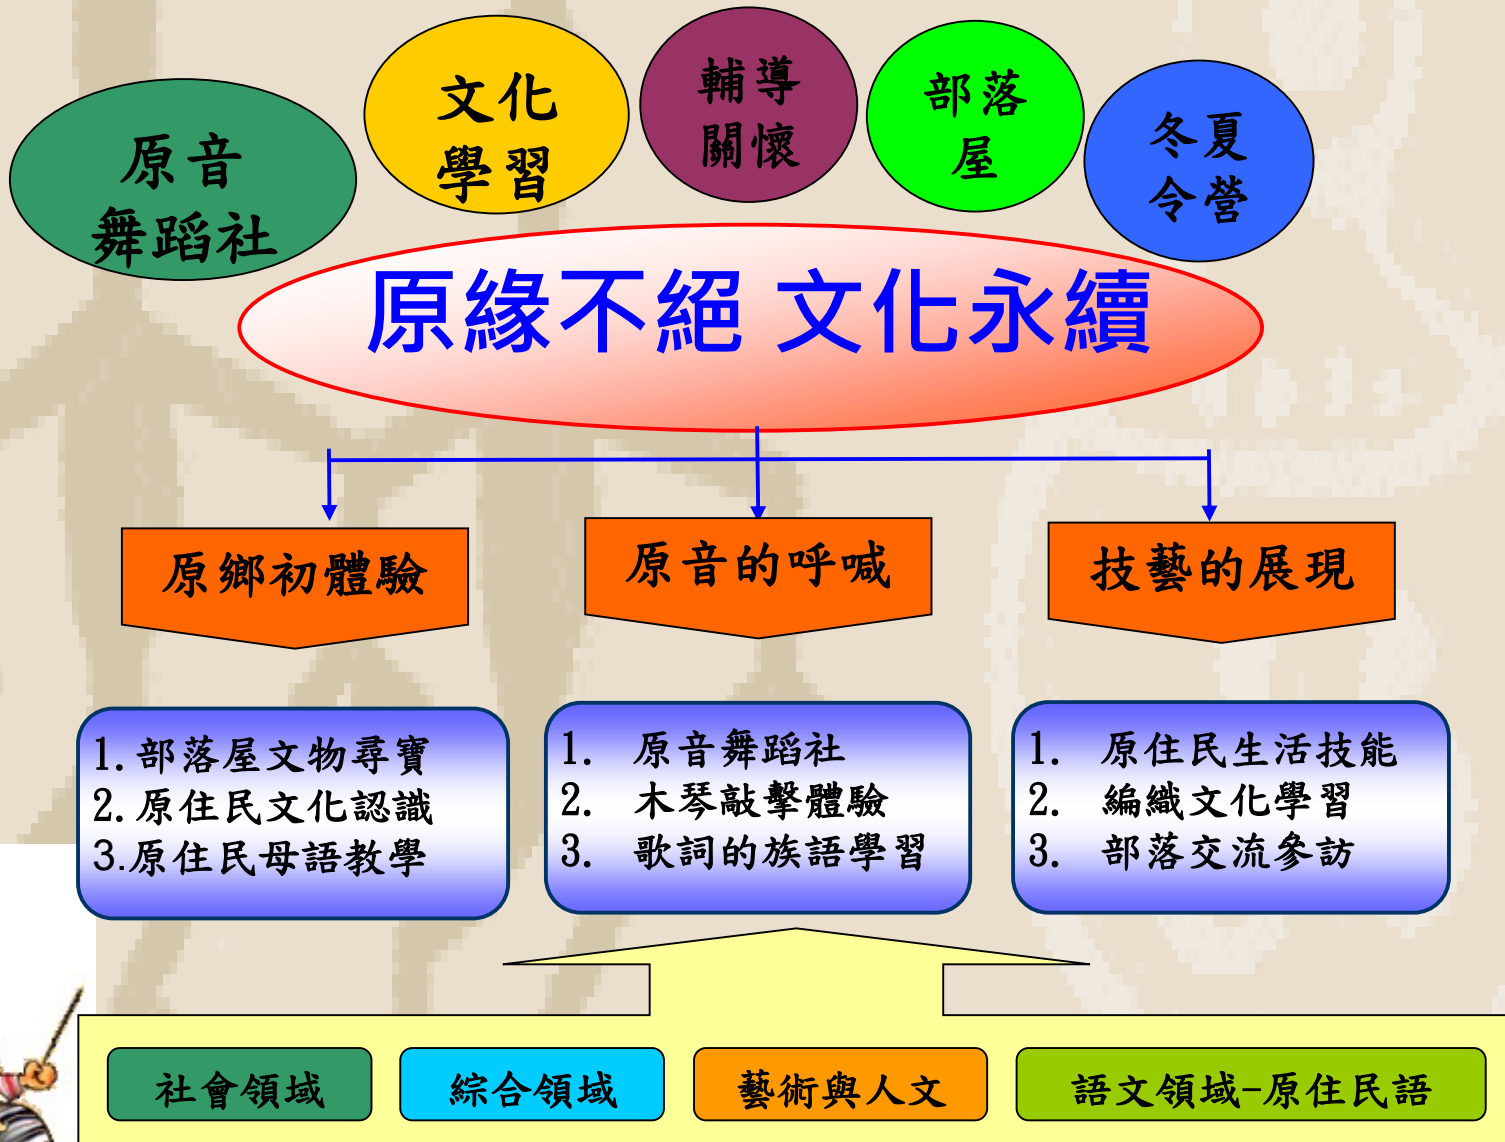 原音
舞蹈社
文化
學習
輔導
關懷
部落
屋
冬夏
令營
原緣不絕 文化永續
原鄉初體驗
原音的呼喊
技藝的展現
1.部落屋文物尋寶
2.原住民文化認識
3.原住民母語教學
1. 原音舞蹈社
2. 木琴敲擊體驗
3. 歌詞的族語學習
1. 原住民生活技能
2. 編織文化學習
3. 部落交流參訪
社會領域
綜合領域
藝術與人文
語文領域-原住民語